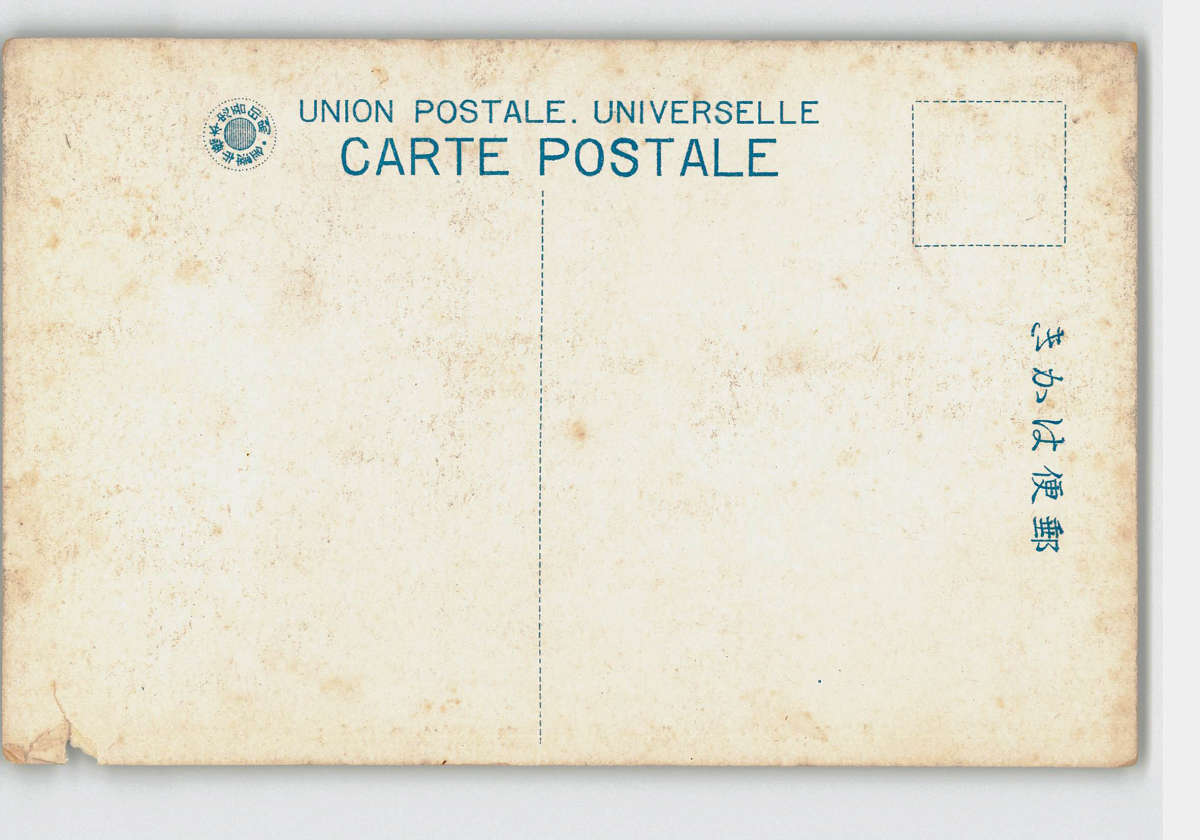 UNION POSTALE. UNIVERSELLE
CARTE POSTALE
きかは便郵